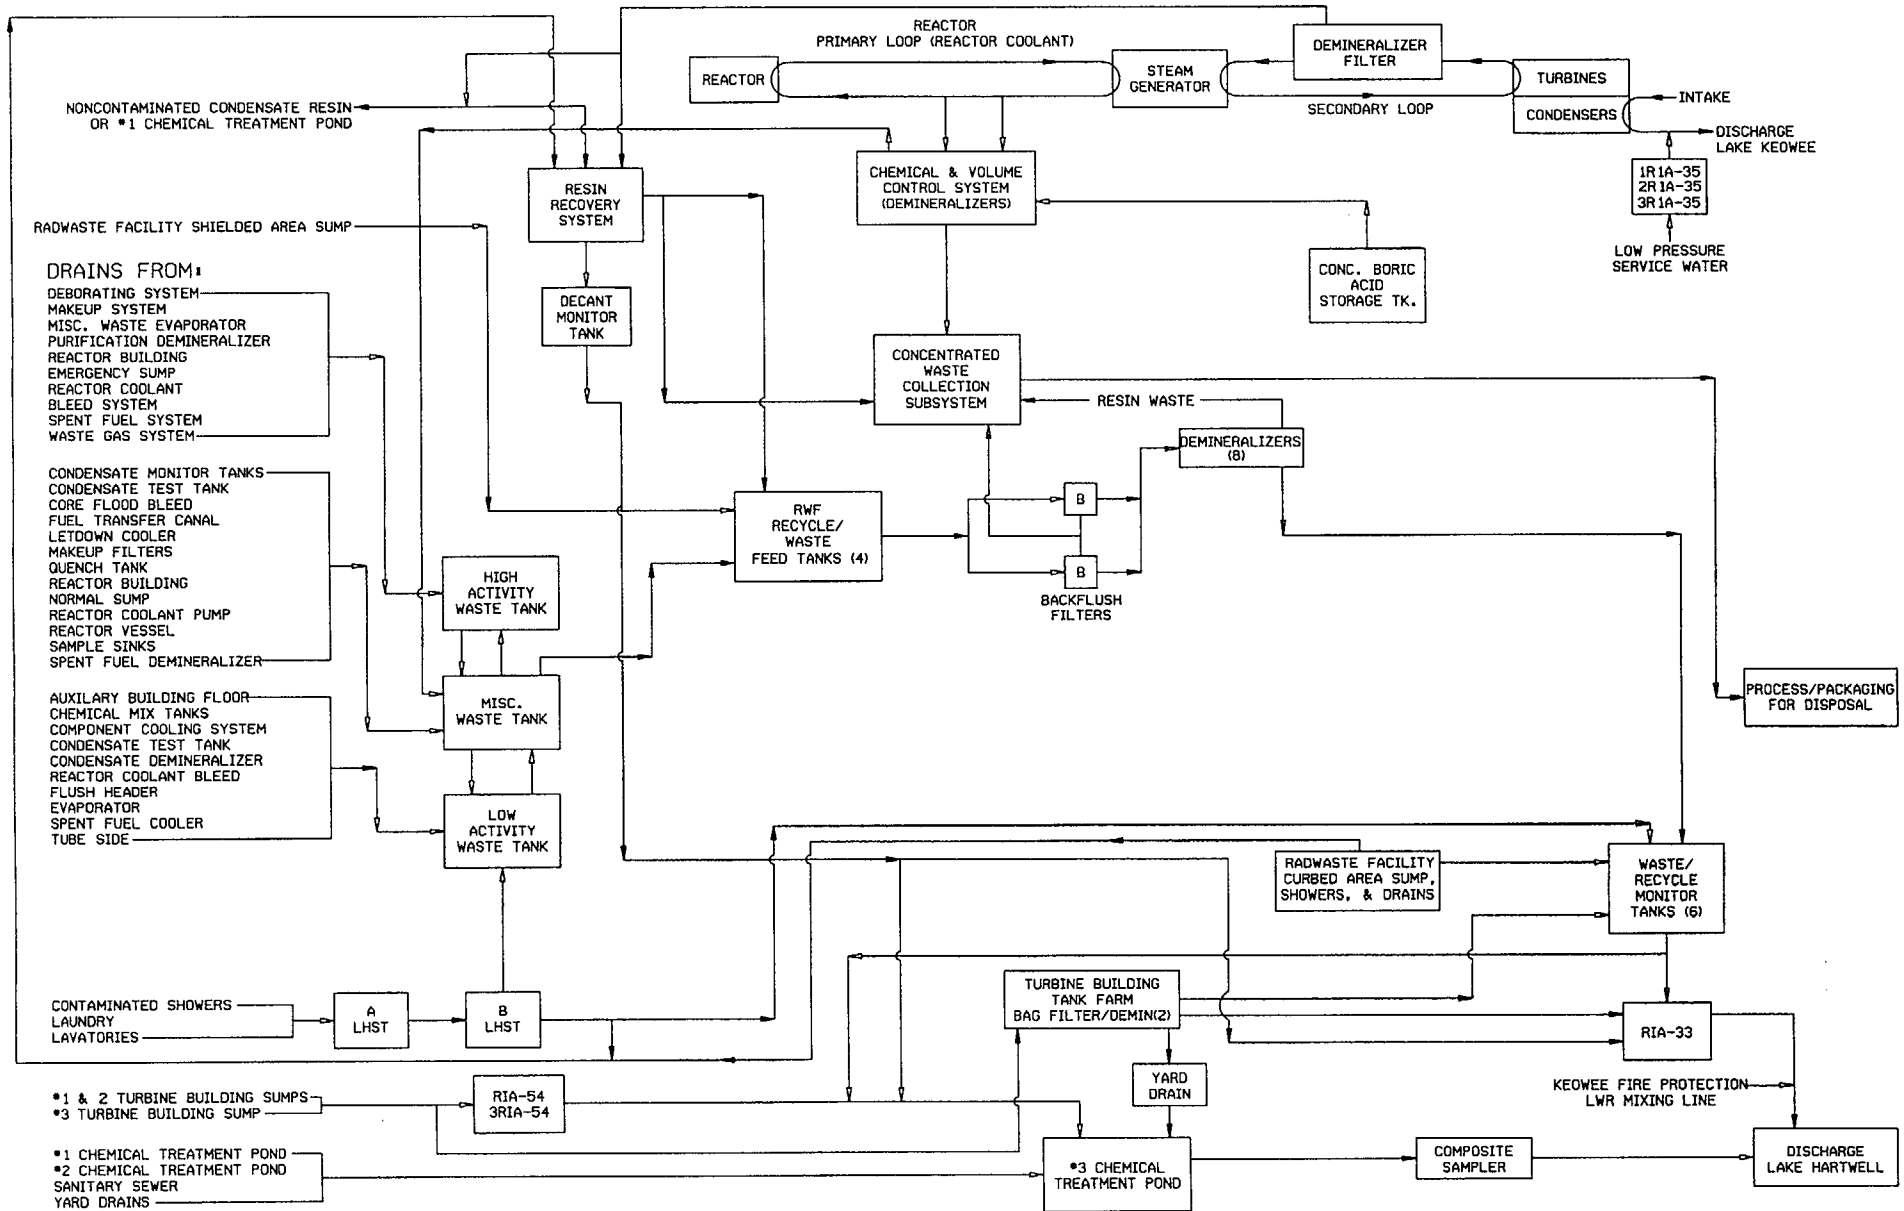 REACTOR
PRIMARY LOOP (REACTOR COOLANT)
REACTOR
STEAM
GENERATOR
DEMINERALIZER
FILTER
TURBINES
CONDENSERS
SECONDARY LOOP
INTAKE
DISCHARGE
LAKE KEOWEE
1R1A-35
2R1A-35
3R1A-35
LOW PRESSURE
SERVICE WATER
NONCONTAMINATED CONDENSATE RESIN
OR #1 CHEMICAL TREATMENT POND
RESIN
RECOVERY
SYSTEM
CHEMICAL & VOLUME
CONTROL SYSTEM
(DEMINERALIZERS)
CONC. BORIC
ACID
STORAGE TK.
RADWASTE FACILITY SHIELDED AREA SUMP
DECANT
MONITOR
TANK
CONCENTRATED
WASTE
COLLECTION
SUBSYSTEM
RESIN WASTE
DEMINERALIZERS
(8)
DRAINS FROM:
DEBORATING SYSTEM
MAKEUP SYSTEM
MISC. WASTE EVAPORATOR
PURIFICATION DEMINERALIZER
REACTOR BUILDING
EMERGENCY SUMP
REACTOR COOLANT
BLEED SYSTEM
SPENT FUEL SYSTEM
WASTE GAS SYSTEM
CONDENSATE MONITOR TANKS
CONDENSATE TEST TANK
CORE FLOOD BLEED
FUEL TRANSFER CANAL
LETDOWN COOLER
MAKEUP FILTERS
QUENCH TANK
REACTOR BUILDING
NORMAL SUMP
REACTOR COOLANT PUMP
REACTOR VESSEL
SAMPLE SINKS
SPENT FUEL DEMINERALIZER
AUXILARY BUILDING FLOOR
CHEMICAL MIX TANKS
COMPONENT COOLING SYSTEM
CONDENSATE TEST TANK
CONDENSATE DEMINERALIZER
REACTOR COOLANT BLEED
FLUSH HEADER
EVAPORATOR
SPENT FUEL COOLER
TUBE SIDE
RWF
RECYCLE/
WASTE
FEED TANKS (4)
B
B
BACKFLUSH
FILTERS
HIGH
ACTIVITY
WASTE TANK
MISC.
WASTE TANK
LOW
ACTIVITY
WASTE TANK
PROCESS/PACKAGING
FOR DISPOSAL
RADWASTE FACILITY
CURBED AREA SUMP,
SHOWERS, & DRAINS
WASTE/
RECYCLE
MONITOR
TANKS (6)
CONTAMINATED SHOWERS
LAUNDRY
LAVATORIES
A
LHST
B
LHST
TURBINE BUILDING
TANK FARM
BAG FILTER/DEMIN(2)
RIA-33
YARD
DRAIN
KEOWEE FIRE PROTECTION
LWR MIXING LINE
#1 & 2 TURBINE BUILDING SUMPS
#3 TURBINE BUILDING SUMP
RIA-54
3RIA-54
#1 CHEMICAL TREATMENT POND
#2 CHEMICAL TREATMENT POND
SANITARY SEWER
YARD DRAINS
#3 CHEMICAL
TREATMENT POND
COMPOSITE
SAMPLER
DISCHARGE
LAKE HARTWELL